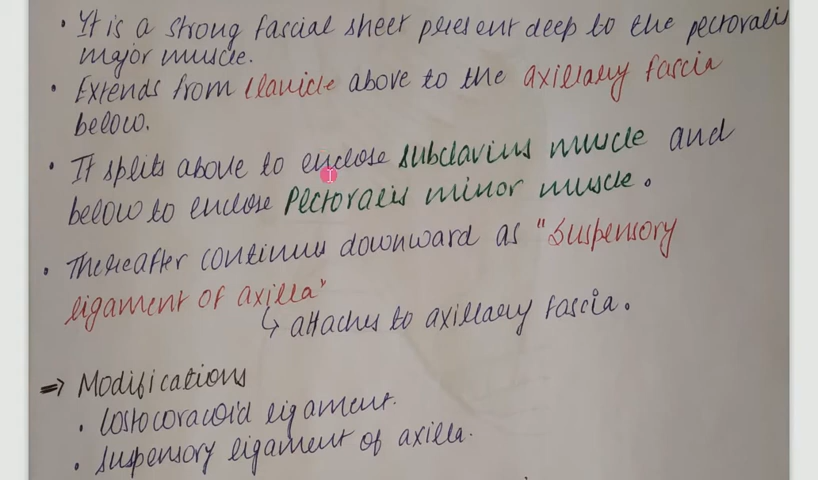 • It is a strong fascial sheet present deep to the pectoralis
major muscle.
• Extends from clavicle above to the axillary fascia
below.
• It splits above to enclose subclavius muscle and
below to enclose Pectoralis minor muscle.
• Thereafter continues downward as "Suspensory
ligament of axilla"
↳ attaches to axillary fascia.
⇒ Modifications
• Costocoracoid ligament.
• Suspensory ligament of axilla.